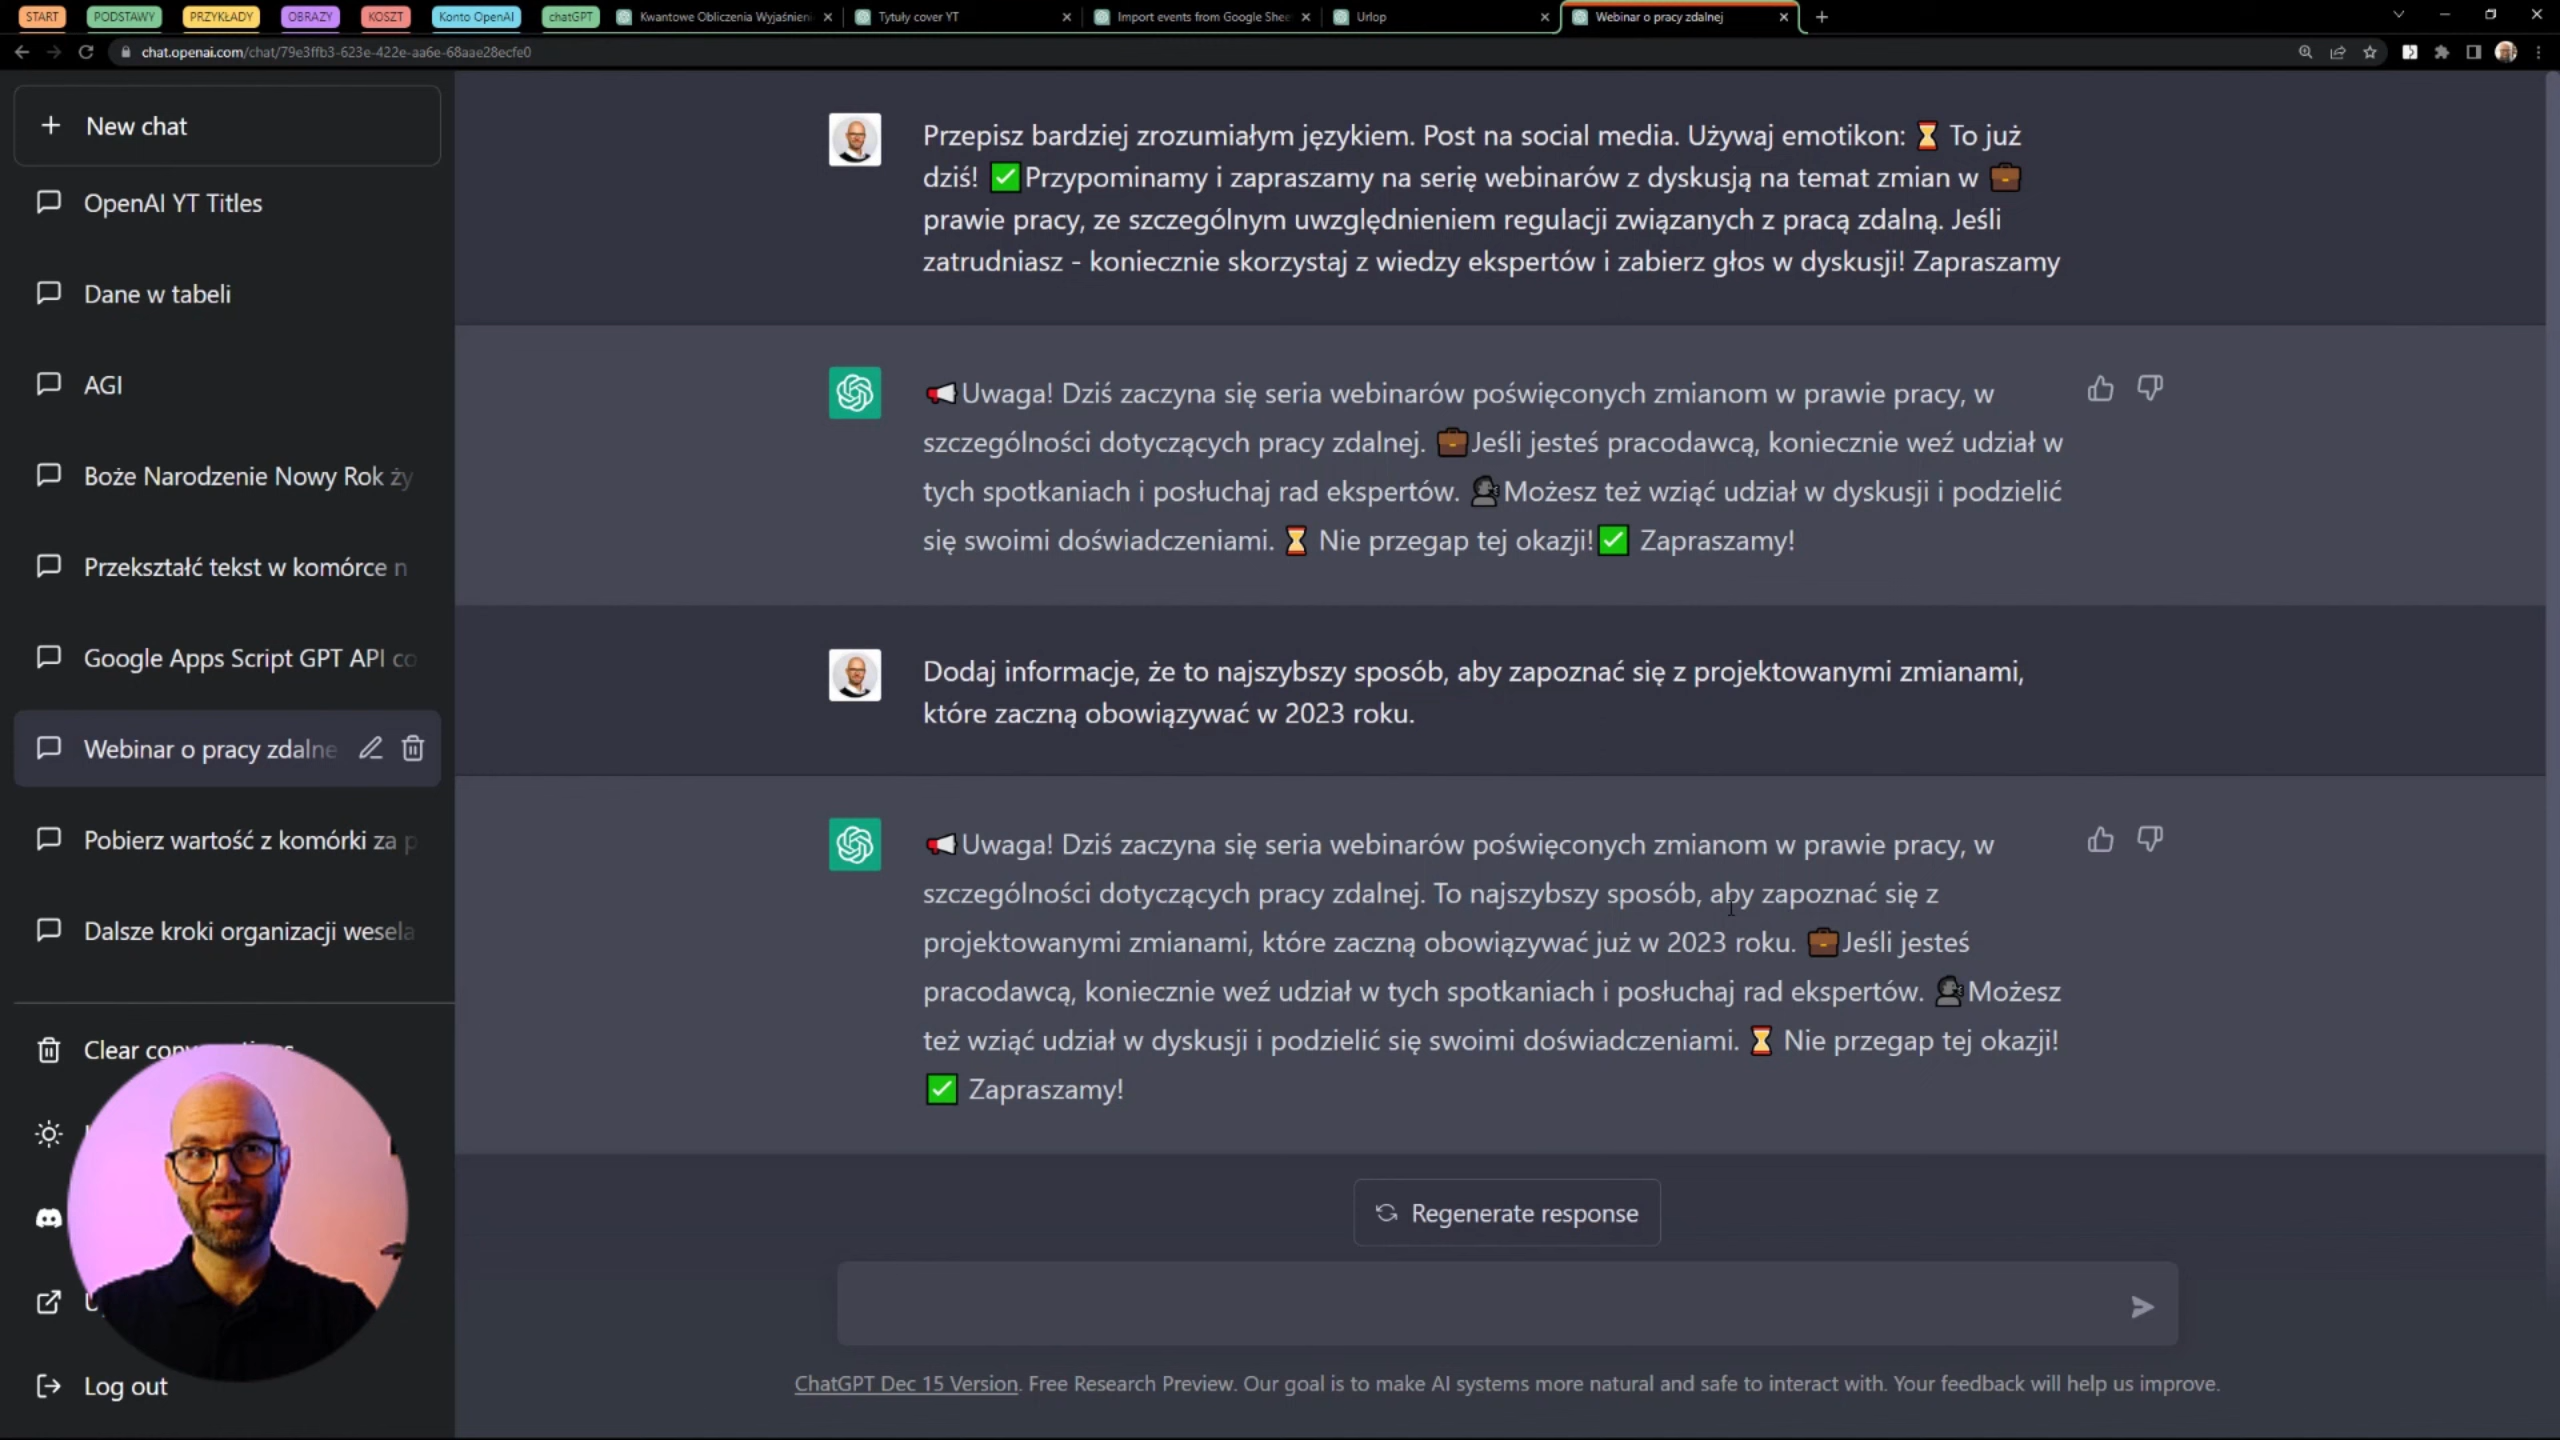 START
PODSTAWY
PRZYKŁADY
OBRAZY
KOSZT
Konto OpenAI
chatGPT
Kwantowe Obliczenia Wyjaśnien
Tytuły cover YT
Import events from Google Shee
Urlop
Webinar o pracy zdalnej
chat.openai.com/chat/79e3ffb3-623e-422e-aa6e-68aae28ecfe0
New chat
OpenAI YT Titles
Dane w tabeli
AGI
Boże Narodzenie Nowy Rok ży
Przekształć tekst w komórce n
Google Apps Script GPT API co
Webinar o pracy zdalne
Pobierz wartość z komórki za p
Dalsze kroki organizacji wesela
Clear conversations
Log out
Przepisz bardziej zrozumiałym językiem. Post na social media. Używaj emotikon: ⏳ To już
dziś! ✅Przypominamy i zapraszamy na serię webinarów z dyskusją na temat zmian w 💼
prawie pracy, ze szczególnym uwzględnieniem regulacji związanych z pracą zdalną. Jeśli
zatrudniasz - koniecznie skorzystaj z wiedzy ekspertów i zabierz głos w dyskusji! Zapraszamy
📢Uwaga! Dziś zaczyna się seria webinarów poświęconych zmianom w prawie pracy, w
szczególności dotyczących pracy zdalnej. 💼Jeśli jesteś pracodawcą, koniecznie weź udział w
tych spotkaniach i posłuchaj rad ekspertów. 🗣Możesz też wziąć udział w dyskusji i podzielić
się swoimi doświadczeniami. ⏳ Nie przegap tej okazji!✅ Zapraszamy!
Dodaj informacje, że to najszybszy sposób, aby zapoznać się z projektowanymi zmianami,
które zaczną obowiązywać w 2023 roku.
📢Uwaga! Dziś zaczyna się seria webinarów poświęconych zmianom w prawie pracy, w
szczególności dotyczących pracy zdalnej. To najszybszy sposób, aby zapoznać się z
projektowanymi zmianami, które zaczną obowiązywać już w 2023 roku. 💼Jeśli jesteś
pracodawcą, koniecznie weź udział w tych spotkaniach i posłuchaj rad ekspertów. 🗣Możesz
też wziąć udział w dyskusji i podzielić się swoimi doświadczeniami. ⏳ Nie przegap tej okazji!
✅ Zapraszamy!
Regenerate response
ChatGPT Dec 15 Version. Free Research Preview. Our goal is to make AI systems more natural and safe to interact with. Your feedback will help us improve.